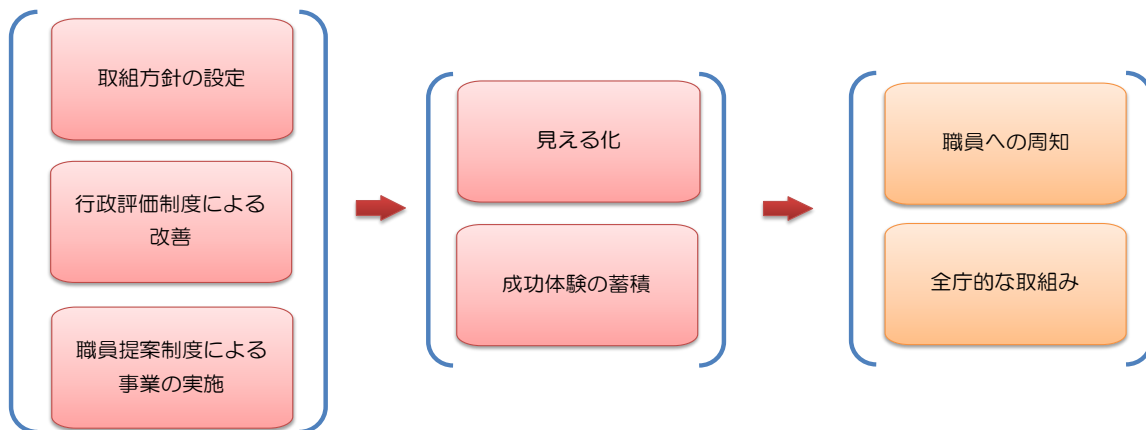 取組方針の設定
行政評価制度による
改善
職員提案制度による
事業の実施
見える化
成功体験の蓄積
職員への周知
全庁的な取組み